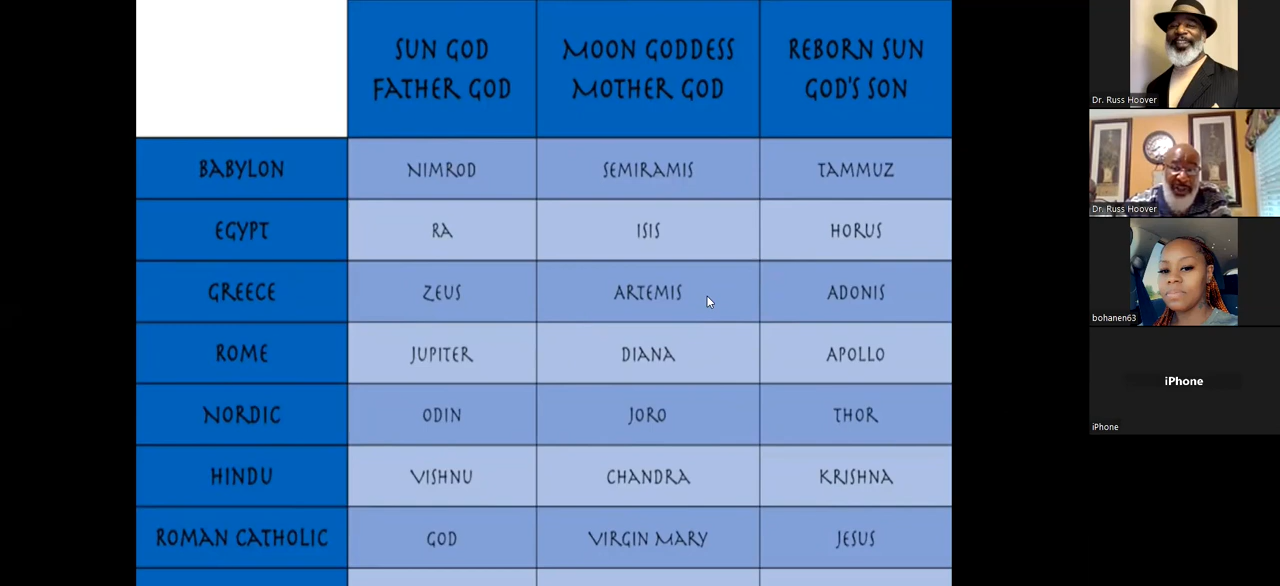 SUN GOD
FATHER GOD
MOON GODDESS
MOTHER GOD
REBORN SUN
GOD'S SON
BABYLON NIMROD SEMIRAMIS TAMMUZ
EGYPT RA ISIS HORUS
GREECE ZEUS ARTEMIS ADONIS
ROME JUPITER DIANA APOLLO
NORDIC ODIN JORO THOR
HINDU VISHNU CHANDRA KRISHNA
ROMAN CATHOLIC GOD VIRGIN MARY JESUS
Dr. Russ Hoover
Dr. Russ Hoover
bohanen63
iPhone
iPhone